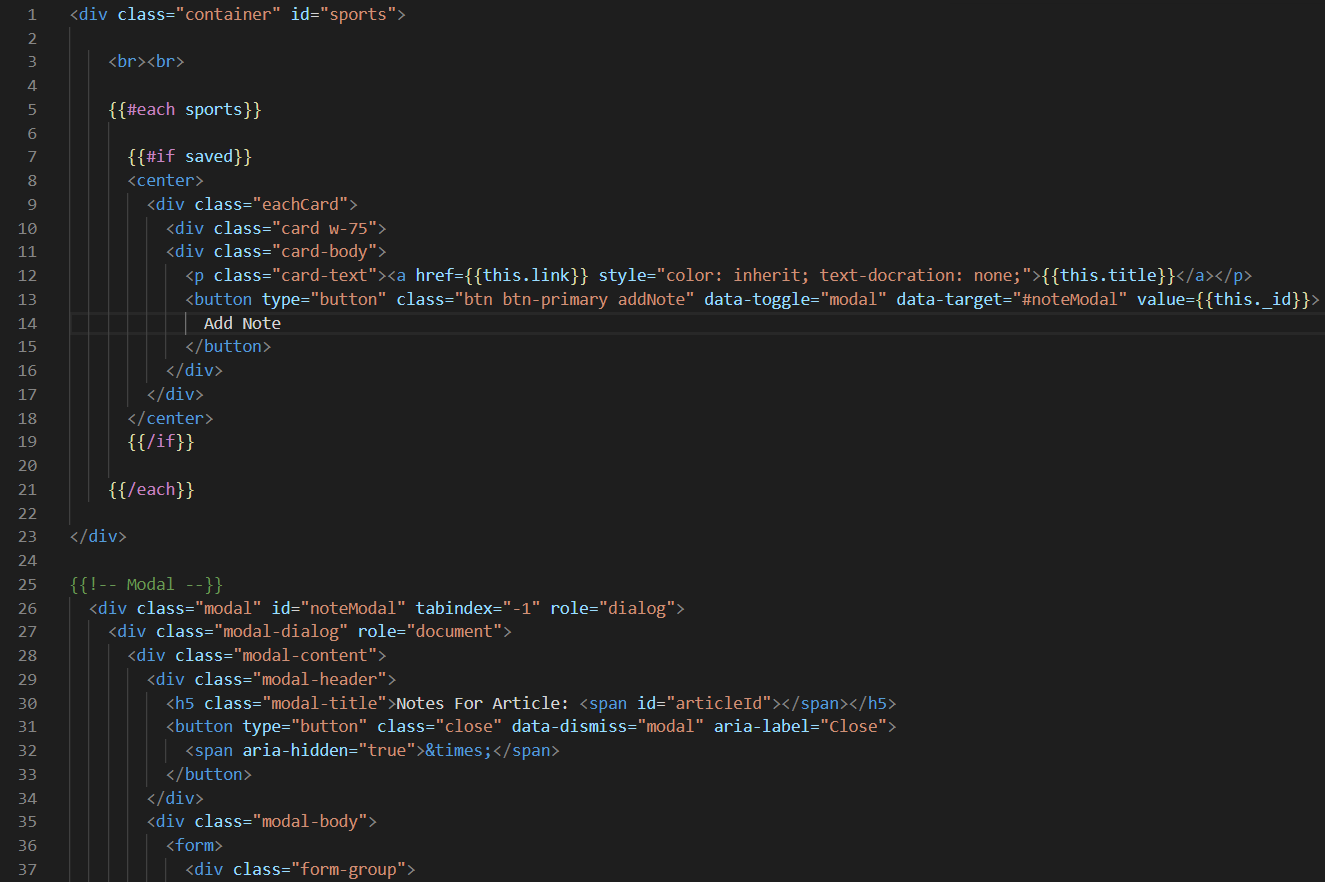 1 <div class="container" id="sports">
2
3 <br><br>
4
5 {{#each sports}}
6
7 {{#if saved}}
8 <center>
9 <div class="eachCard">
10 <div class="card w-75">
11 <div class="card-body">
12 <p class="card-text"><a href={{this.link}} style="color: inherit; text-docration: none;">{{this.title}}</a></p>
13 <button type="button" class="btn btn-primary addNote" data-toggle="modal" data-target="#noteModal" value={{this._id}}>
14 Add Note
15 </button>
16 </div>
17 </div>
18 </center>
19 {{/if}}
20
21 {{/each}}
22
23 </div>
24
25 {{!-- Modal --}}
26 <div class="modal" id="noteModal" tabindex="-1" role="dialog">
27 <div class="modal-dialog" role="document">
28 <div class="modal-content">
29 <div class="modal-header">
30 <h5 class="modal-title">Notes For Article: <span id="articleId"></span></h5>
31 <button type="button" class="close" data-dismiss="modal" aria-label="Close">
32 <span aria-hidden="true">&times;</span>
33 </button>
34 </div>
35 <div class="modal-body">
36 <form>
37 <div class="form-group">